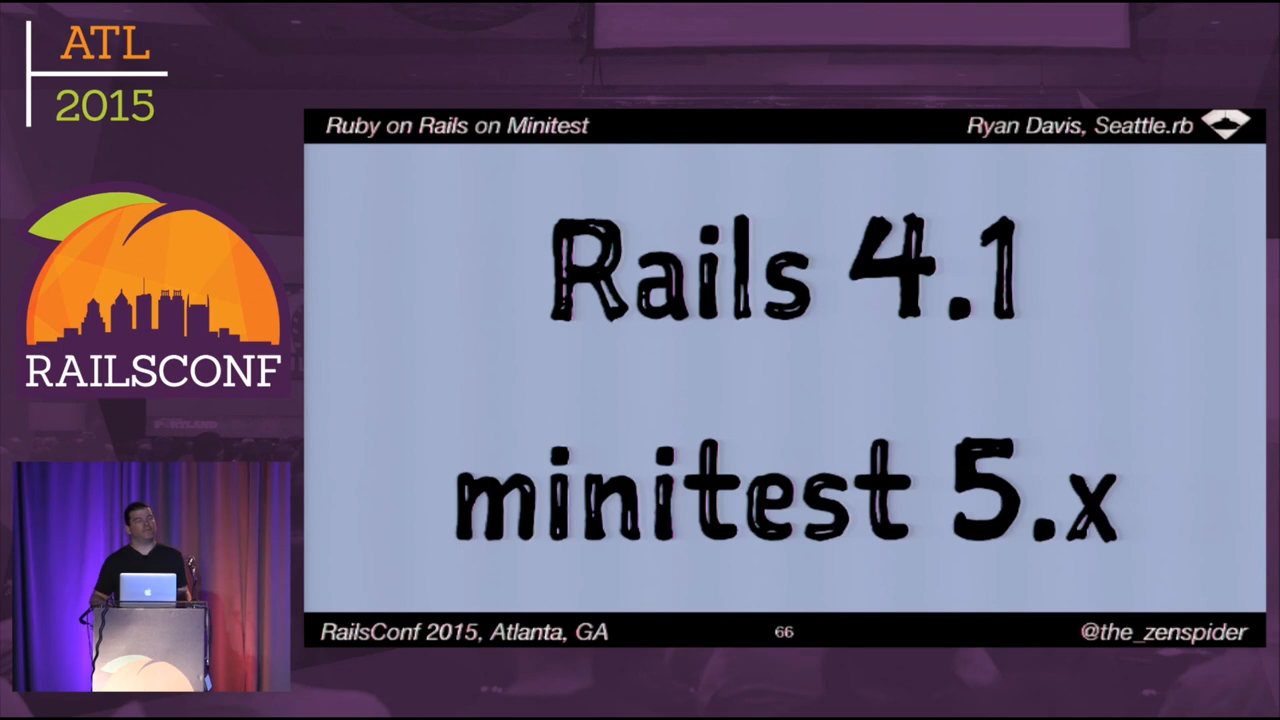 ATL
2015
RAILSCONF
Ruby on Rails on Minitest
Ryan Davis, Seattle.rb
Rails 4.1
minitest 5.x
RailsConf 2015, Atlanta, GA
66
@the_zenspider
PORTLAND